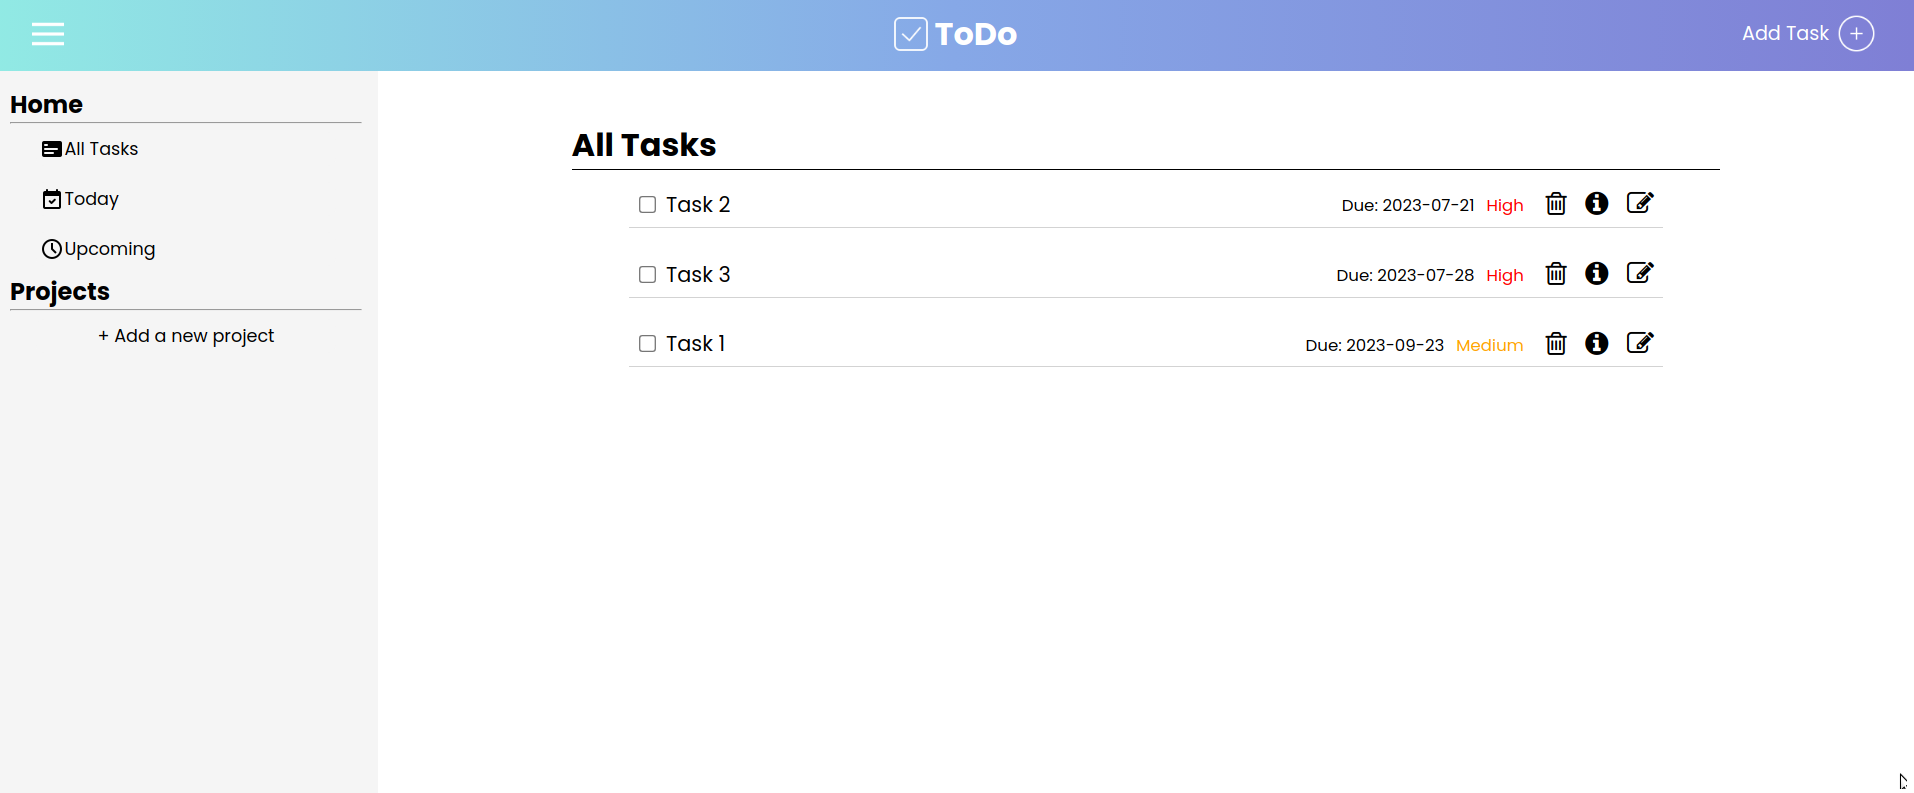 ToDo
Add Task
Home
All Tasks
Today
Upcoming
Projects
+ Add a new project
All Tasks
Task 2 Due: 2023-07-21 High
Task 3 Due: 2023-07-28 High
Task 1 Due: 2023-09-23 Medium